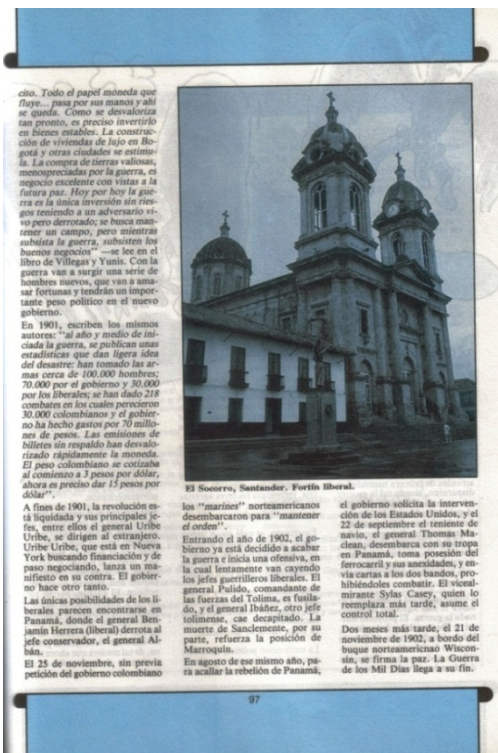 cito. Todo el papel moneda que
fluye... pasa por sus manos y ahí
se queda. Como se desvaloriza
tan pronto, es preciso invertirlo
en bienes estables. La construc-
ción de viviendas de lujo en Bo-
gotá y otras ciudades se estimu-
la. La compra de tierras valiosas,
menospreciadas por la guerra, es
negocio excelente con vistas a la
futura paz. Hoy por hoy la gue-
rra es la única inversión sin ries-
gos teniendo a un adversario vi-
vo pero derrotado; se busca man-
tener un campo, pero mientras
subsista la guerra, subsisten los
buenos negocios" —se lee en el
libro de Villegas y Yunis. Con la
guerra van a surgir una serie de
hombres nuevos, que van a ama-
sar fortunas y tendrán un impor-
tante peso político en el nuevo
gobierno.
En 1901, escriben los mismos
autores: "al año y medio de ini-
ciada la guerra, se publican unas
estadísticas que dan ligera idea
del desastre: han tomado las ar-
mas cerca de 100.000 hombres;
70.000 por el gobierno y 30.000
por los liberales; se han dado 218
combates en los cuales perecieron
30.000 colombianos y el gobier-
no ha hecho gastos por 70 millo-
nes de pesos. Las emisiones de
billetes sin respaldo han desvalo-
rizado rápidamente la moneda.
El peso colombiano se cotizaba
al comienzo a 3 pesos por dólar,
ahora es preciso dar 15 pesos por
dólar".
A fines de 1901, la revolución es-
tá liquidada y sus principales je-
fes, entre ellos el general Uribe
Uribe, se dirigen al extranjero.
Uribe Uribe, que está en Nueva
York buscando financiación y de
paso negociando, lanza un ma-
nifiesto en su contra. El gobier-
no hace otro tanto.
Las únicas posibilidades de los li-
berales parecen encontrarse en
Panamá, donde el general Ben-
jamín Herrera (liberal) derrota al
jefe conservador, el general Al-
bán.
El 25 de noviembre, sin previa
petición del gobierno colombiano
El Socorro, Santander. Fortín liberal.
los "marines" norteamericanos
desembarcaron para "mantener
el orden".
Entrando el año de 1902, el go-
bierno ya está decidido a acabar
la guerra e inicia una ofensiva, en
la cual lentamente van cayendo
los jefes guerrilleros liberales. El
general Pulido, comandante de
las fuerzas del Tolima, es fusila-
do, y el general Ibáñez, otro jefe
tolimense, cae decapitado. La
muerte de Sanclemente, por su
parte, refuerza la posición de
Marroquín.
En agosto de ese mismo año, pa-
ra acallar la rebelión de Panamá,
el gobierno solicita la interven-
ción de los Estados Unidos, y el
22 de septiembre el teniente de
navío, el general Thomas Ma-
clean, desembarca con su tropa
en Panamá, toma posesión del
ferrocarril y sus anexidades, y en-
vía cartas a los dos bandos, pro-
hibiéndoles combatir. El viceal-
mirante Sylas Casey, quien lo
reemplaza más tarde, asume el
control total.
Dos meses más tarde, el 21 de
noviembre de 1902, a bordo del
buque norteamericnao Wiscon-
sin, se firma la paz. La Guerra
de los Mil Días llega a su fin.
97